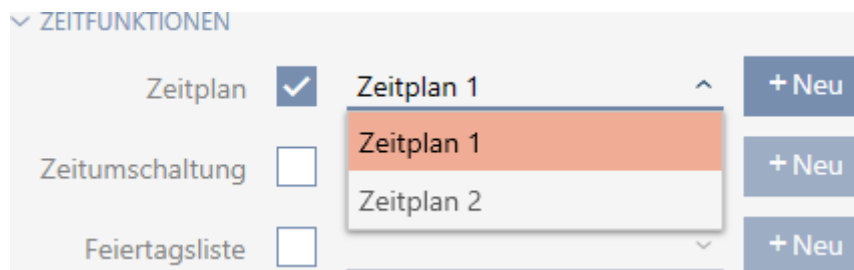 ZEITFUNKTIONEN
Zeitplan Zeitplan 1 + Neu
Zeitplan 1
Zeitumschaltung + Neu
Zeitplan 2
Feiertagsliste + Neu